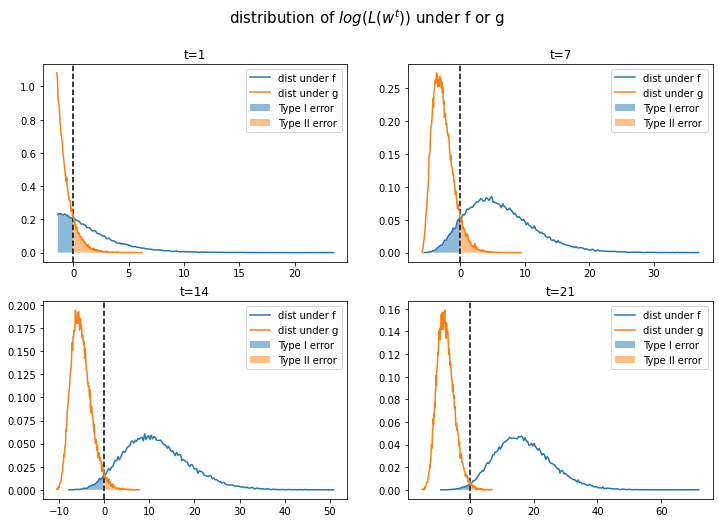 distribution of log(L(w^t)) under f or g
t=1
dist under f
dist under g
Type I error
Type II error
1.0
0.8
0.6
0.4
0.2
0.0
0
5
10
15
20
t=7
dist under f
dist under g
Type I error
Type II error
0.25
0.20
0.15
0.10
0.05
0.00
0
10
20
30
t=14
dist under f
dist under g
Type I error
Type II error
0.200
0.175
0.150
0.125
0.100
0.075
0.050
0.025
0.000
−10
0
10
20
30
40
50
t=21
dist under f
dist under g
Type I error
Type II error
0.16
0.14
0.12
0.10
0.08
0.06
0.04
0.02
0.00
0
20
40
60